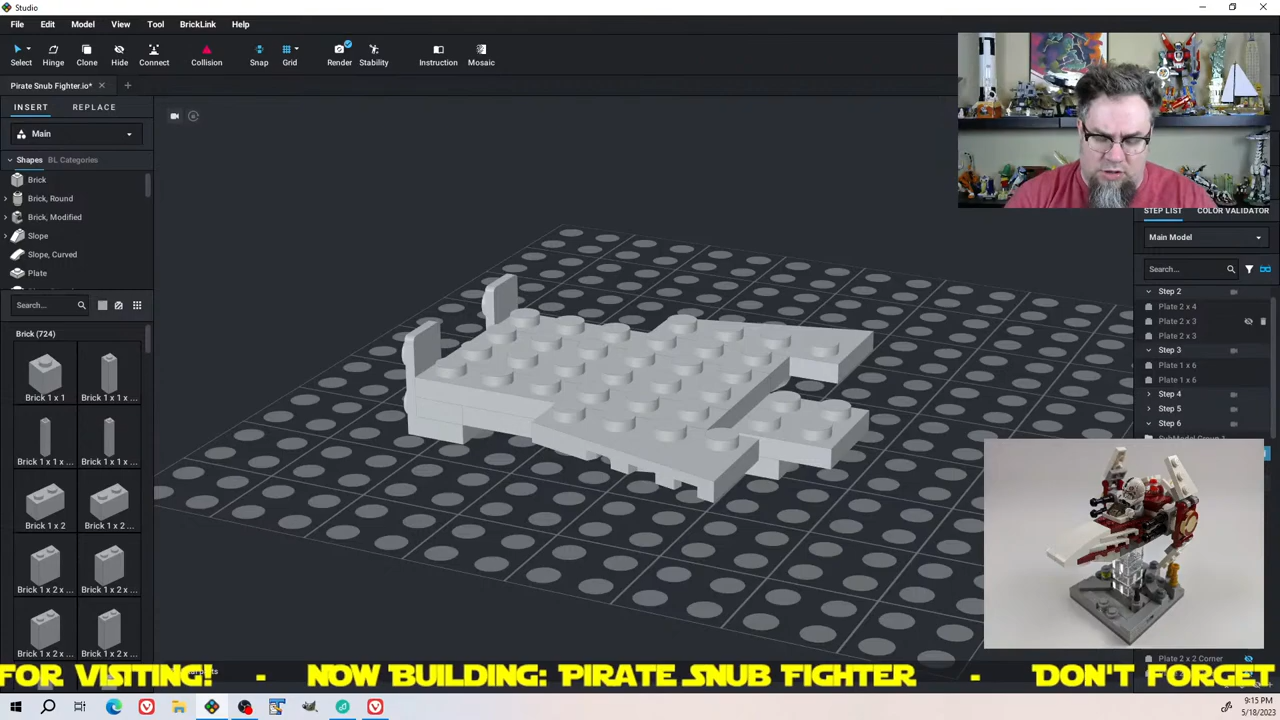 Studio
File Edit Model View Tool BrickLink Help
Select Hinge Clone Hide Connect Collision Snap Grid Render Stability Instruction Mosaic
Pirate Snub Fighter.io*
INSERT REPLACE
Main
Shapes BL Categories
Brick
Brick, Round
Brick, Modified
Slope
Slope, Curved
Plate
Search...
Brick (724)
Brick 1 x 1 Brick 1 x 1 x ...
Brick 1 x 1 x ... Brick 1 x 1 x ...
Brick 1 x 2 Brick 1 x 2 ...
Brick 1 x 2 x ... Brick 1 x 2 x ...
Brick 1 x 2 x ... Brick 1 x 2 x ...
STEP LIST COLOR VALIDATOR
Main Model
Search...
Step 2
Plate 2 x 4
Plate 2 x 3
Plate 2 x 3
Step 3
Plate 1 x 6
Plate 1 x 6
Step 4
Step 5
Step 6
Plate 2 x 2 Corner
FOR VISITING! - NOW BUILDING: PIRATE SNUB FIGHTER - DON'T FORGET
9:15 PM
5/18/2023